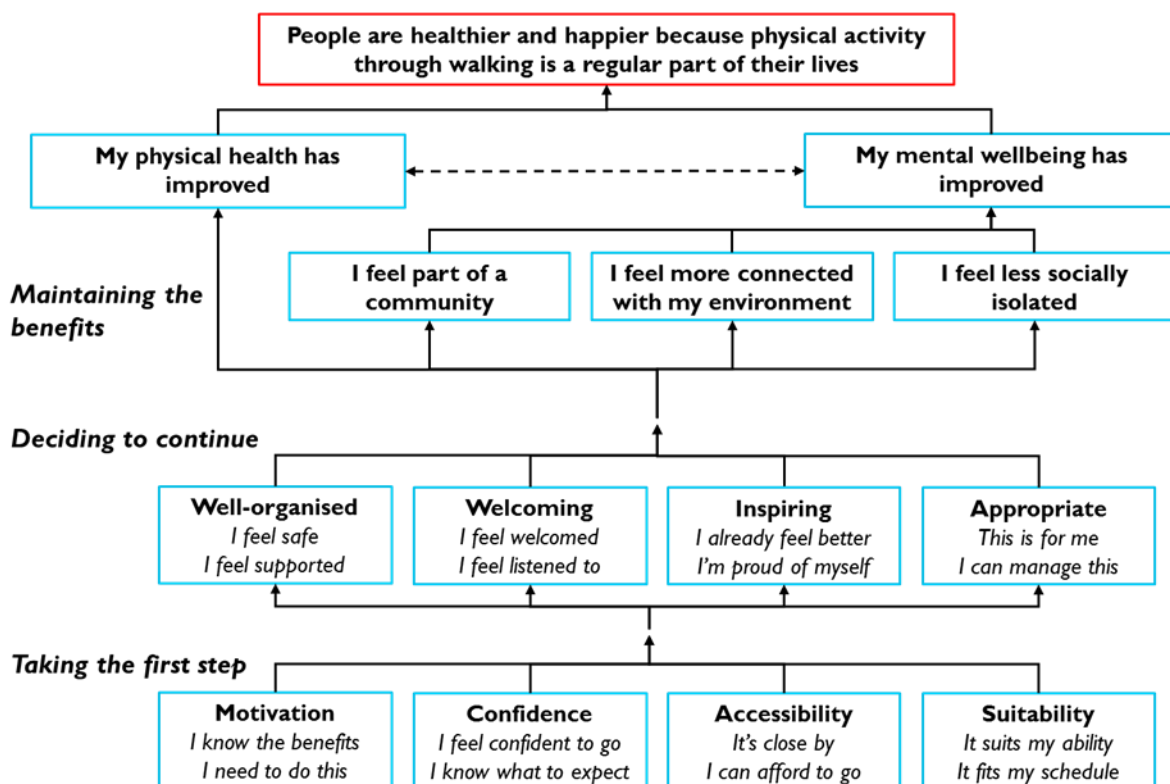 People are healthier and happier because physical activity
through walking is a regular part of their lives
My physical health has
improved
My mental wellbeing has
improved
Maintaining the
benefits
I feel part of a
community
I feel more connected
with my environment
I feel less socially
isolated
Deciding to continue
Well-organised
I feel safe
I feel supported
Welcoming
I feel welcomed
I feel listened to
Inspiring
I already feel better
I'm proud of myself
Appropriate
This is for me
I can manage this
Taking the first step
Motivation
I know the benefits
I need to do this
Confidence
I feel confident to go
I know what to expect
Accessibility
It's close by
I can afford to go
Suitability
It suits my ability
It fits my schedule